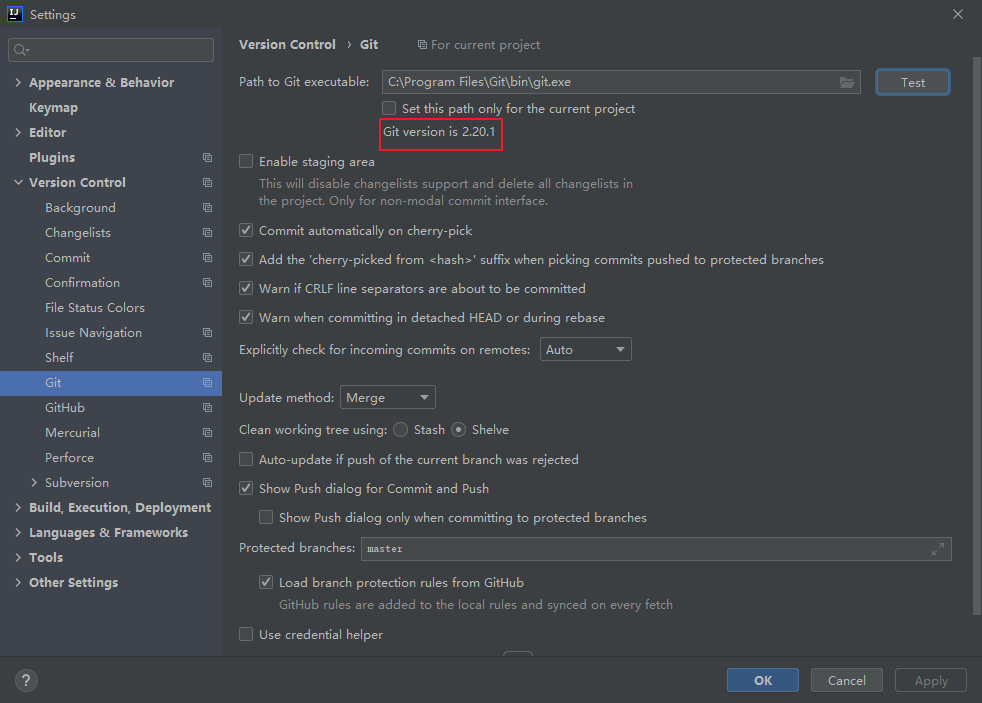 Settings
Version Control › Git For current project
Appearance & Behavior
Keymap
Editor
Plugins
Version Control
Background
Changelists
Commit
Confirmation
File Status Colors
Issue Navigation
Shelf
Git
GitHub
Mercurial
Perforce
Subversion
Build, Execution, Deployment
Languages & Frameworks
Tools
Other Settings
Path to Git executable: C:\Program Files\Git\bin\git.exe Test
Set this path only for the current project
Git version is 2.20.1
Enable staging area
This will disable changelists support and delete all changelists in
the project. Only for non-modal commit interface.
Commit automatically on cherry-pick
Add the 'cherry-picked from <hash>' suffix when picking commits pushed to protected branches
Warn if CRLF line separators are about to be committed
Warn when committing in detached HEAD or during rebase
Explicitly check for incoming commits on remotes: Auto
Update method: Merge
Clean working tree using: Stash Shelve
Auto-update if push of the current branch was rejected
Show Push dialog for Commit and Push
Show Push dialog only when committing to protected branches
Protected branches: master
Load branch protection rules from GitHub
GitHub rules are added to the local rules and synced on every fetch
Use credential helper
? OK Cancel Apply